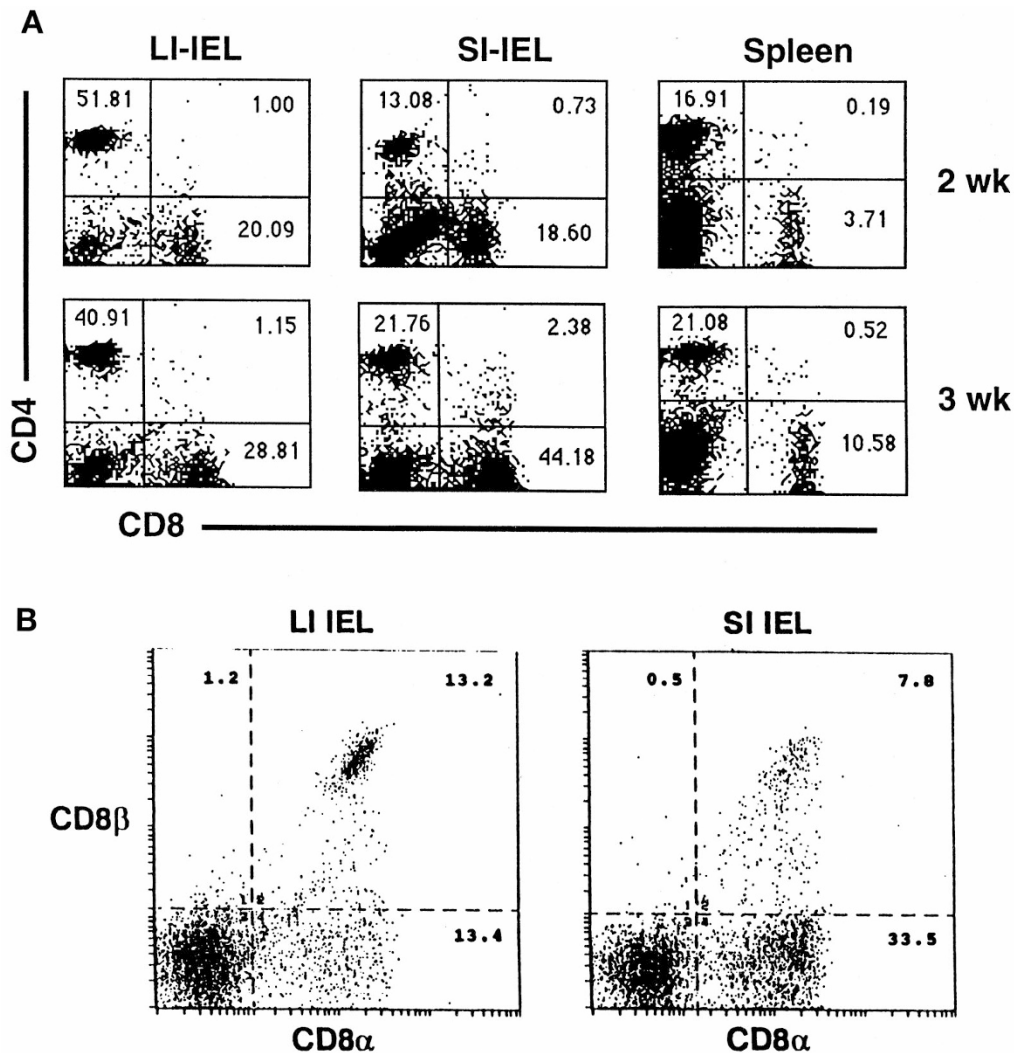 A
LI-IEL SI-IEL Spleen
51.81 1.00 13.08 0.73 16.91 0.19
2 wk
20.09 18.60 3.71
40.91 1.15 21.76 2.38 21.08 0.52
3 wk
28.81 44.18 10.58
CD4
CD8
B
LI IEL SI IEL
1.2 13.2 0.5 7.8
CD8β
13.4 33.5
CD8α CD8α